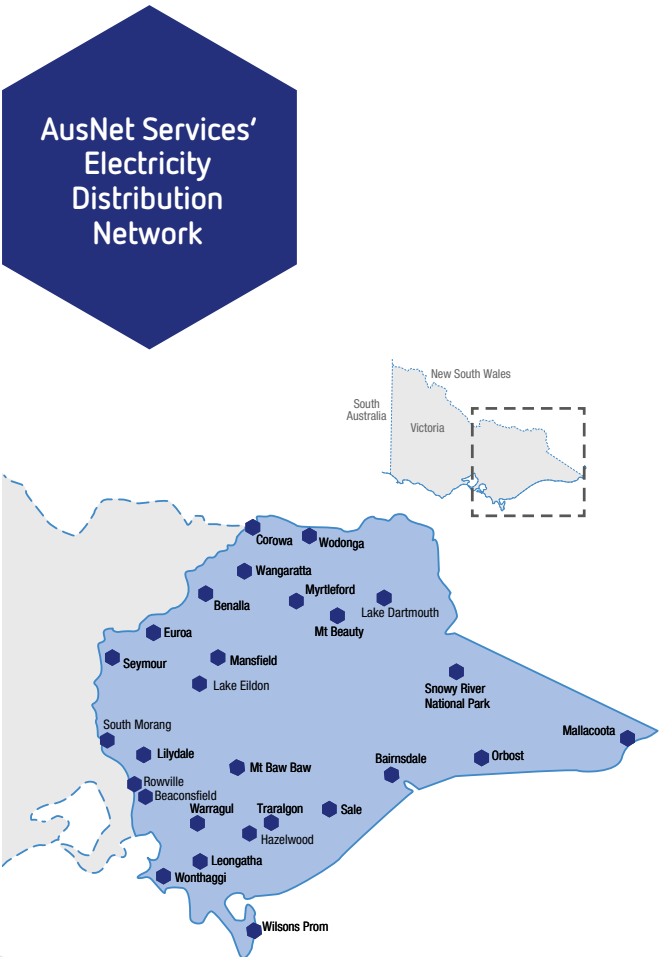 AusNet Services'
Electricity
Distribution
Network
New South Wales
South
Australia
Victoria
Corowa
Wodonga
Wangaratta
Myrtleford
Benalla
Lake Dartmouth
Mt Beauty
Euroa
Seymour
Mansfield
Lake Eildon
Snowy River
National Park
South Morang
Mallacoota
Lilydale
Bairnsdale
Orbost
Mt Baw Baw
Rowville
Beaconsfield
Warragul
Traralgon
Sale
Hazelwood
Leongatha
Wonthaggi
Wilsons Prom